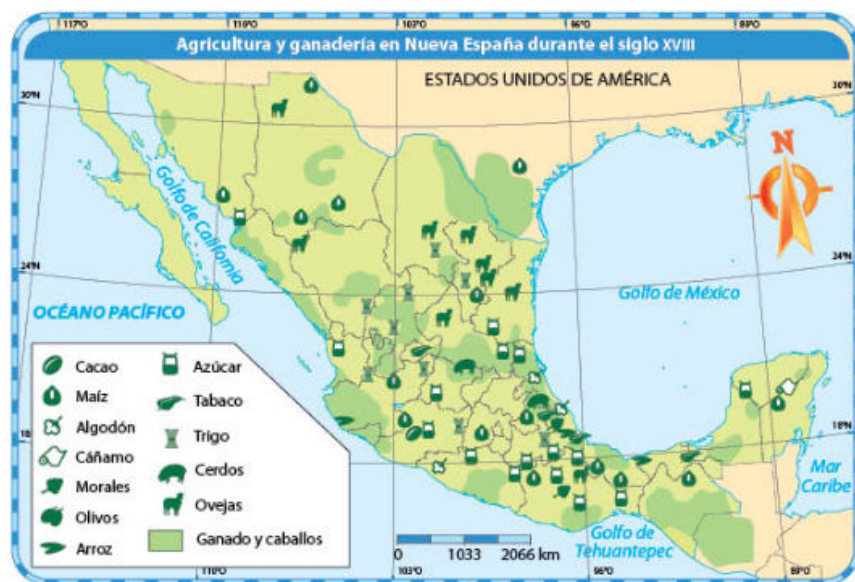 117°O
110°O
103°O
96°O
89°O
Agricultura y ganadería en Nueva España durante el siglo XVIII
ESTADOS UNIDOS DE AMÉRICA
30°N
30°N
N
Golfo de California
24°N
24°N
OCÉANO PACÍFICO
Golfo de México
Cacao
Maíz
Algodón
Cáñamo
Morales
Olivos
Arroz
Azúcar
Tabaco
Trigo
Cerdos
Ovejas
Ganado y caballos
18°N
Mar
Caribe
Golfo de
Tehuantepec
0
1033
2066 km
110°O
103°O
96°O
89°O